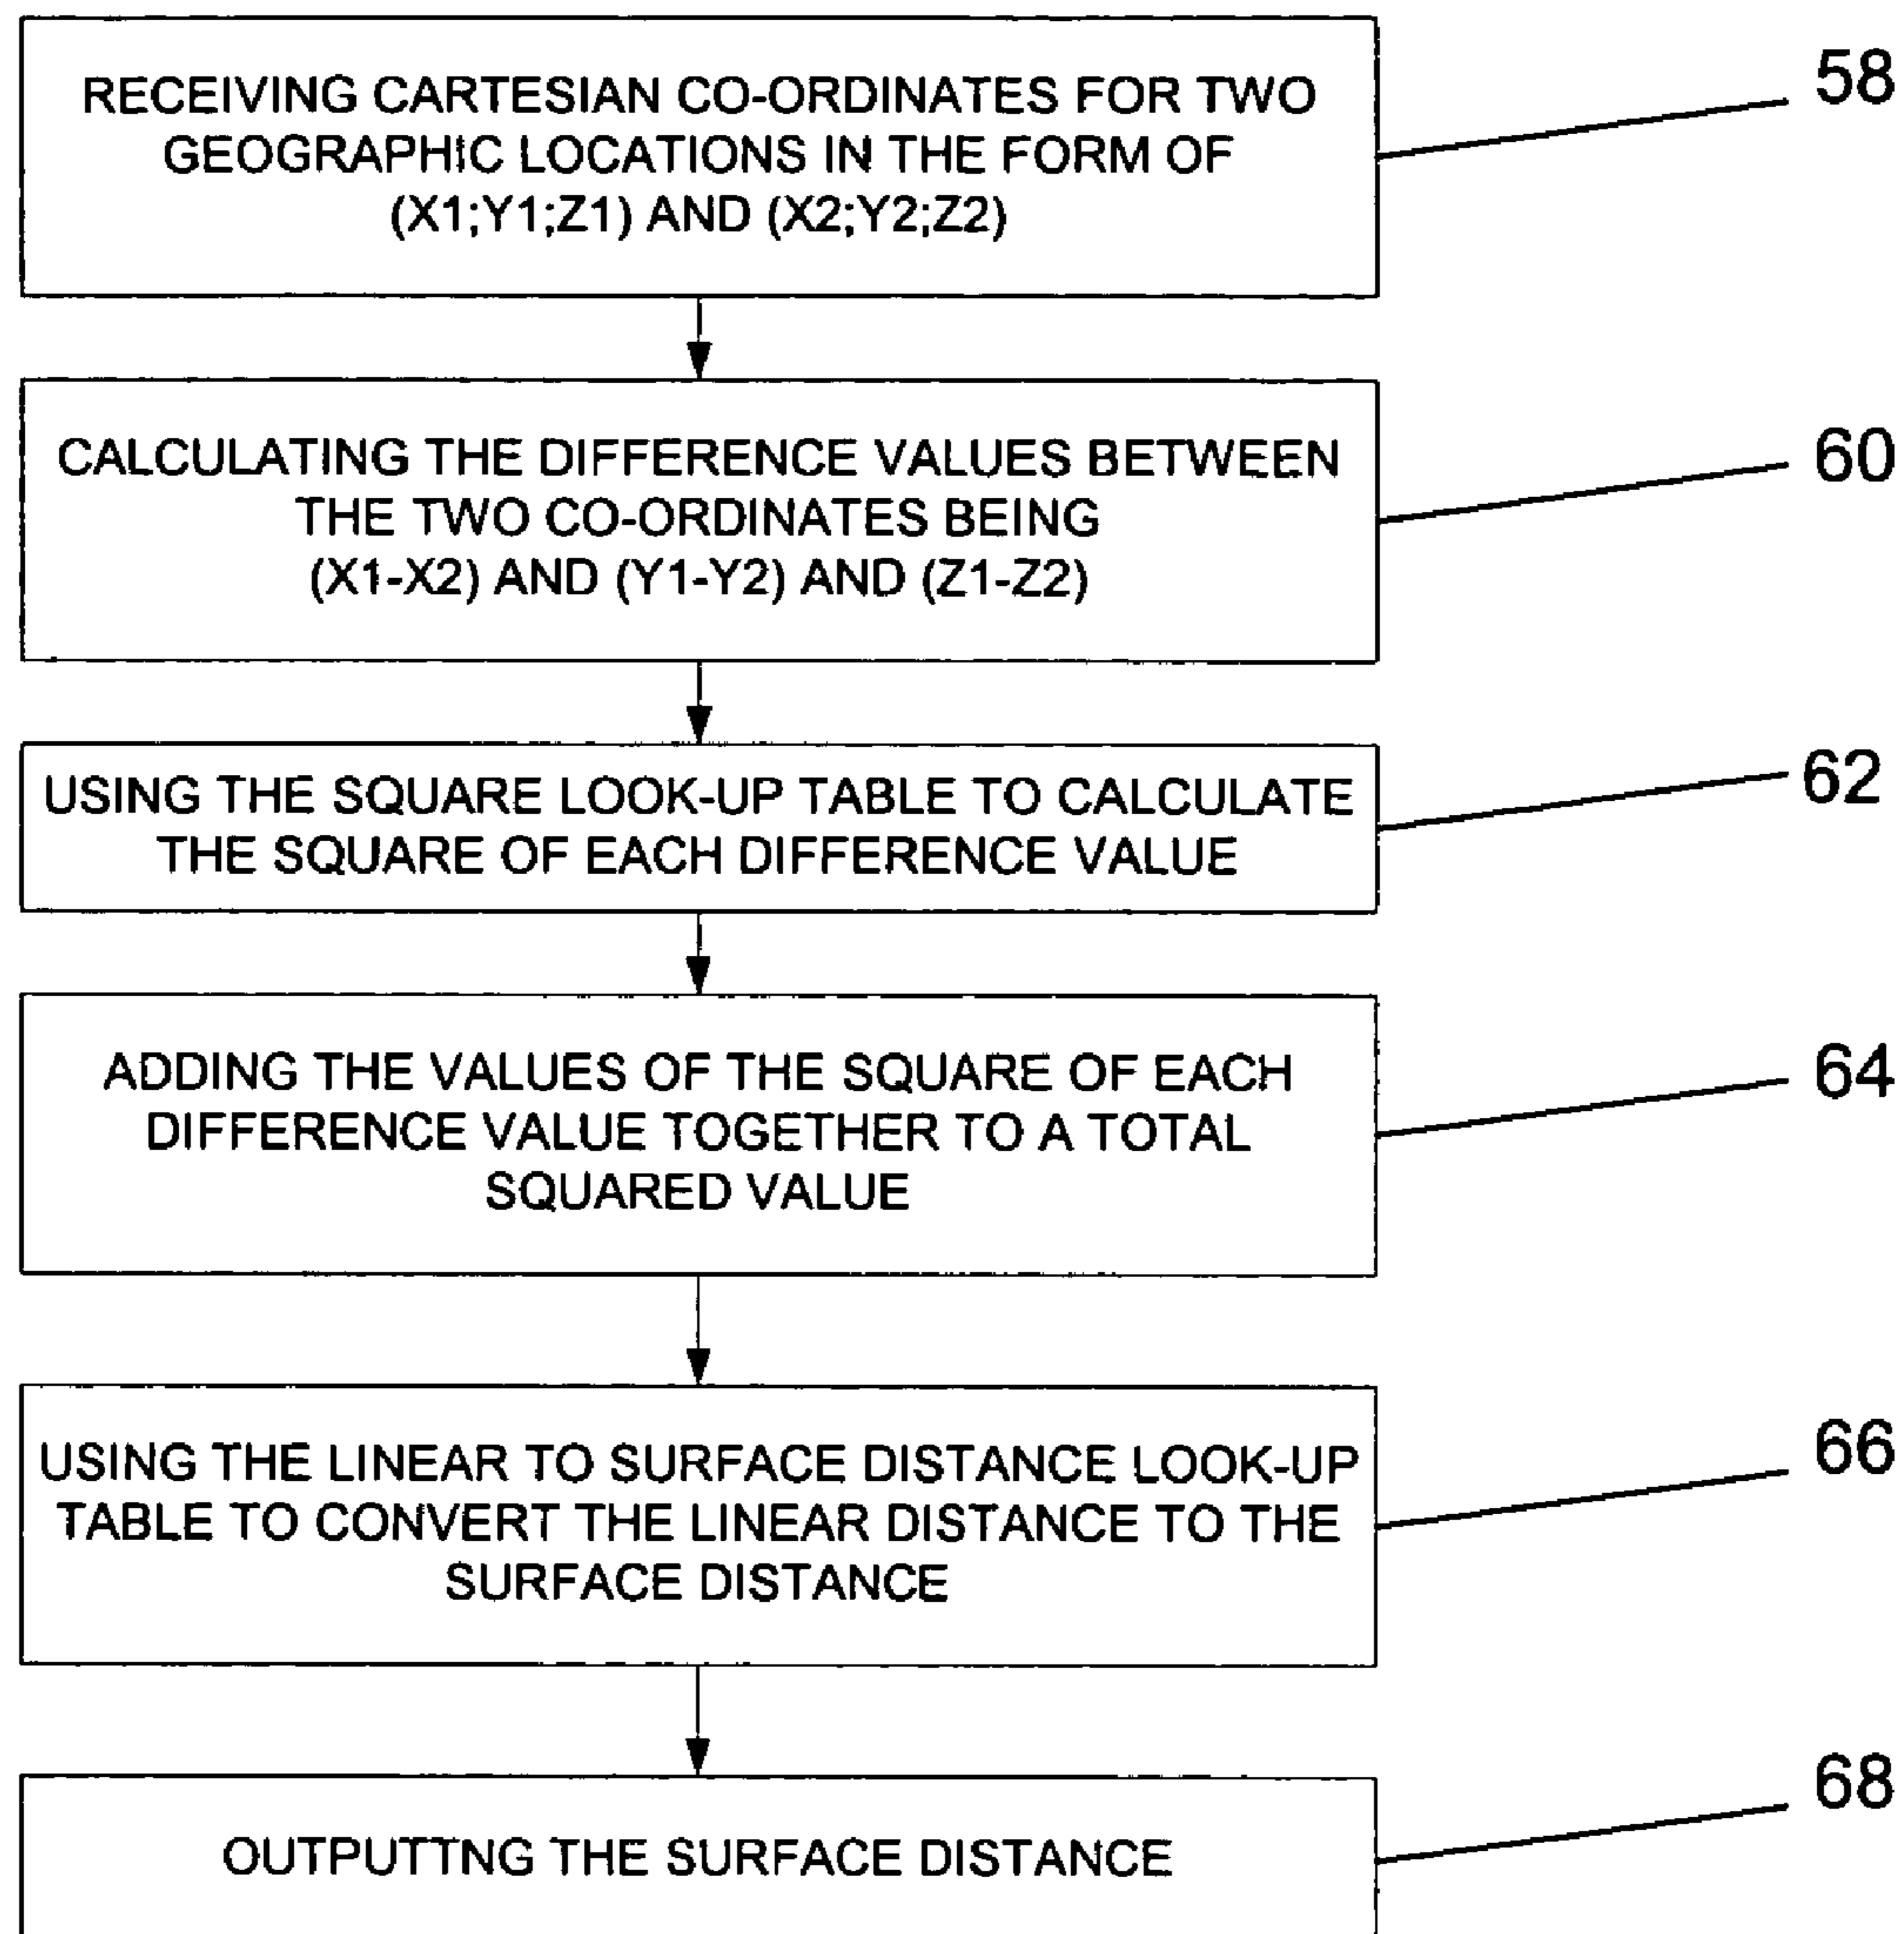 RECEIVING CARTESIAN CO-ORDINATES FOR TWO
GEOGRAPHIC LOCATIONS IN THE FORM OF
(X1;Y1;Z1) AND (X2;Y2;Z2)
58
CALCULATING THE DIFFERENCE VALUES BETWEEN
THE TWO CO-ORDINATES BEING
(X1-X2) AND (Y1-Y2) AND (Z1-Z2)
60
USING THE SQUARE LOOK-UP TABLE TO CALCULATE
THE SQUARE OF EACH DIFFERENCE VALUE
62
ADDING THE VALUES OF THE SQUARE OF EACH
DIFFERENCE VALUE TOGETHER TO A TOTAL
SQUARED VALUE
64
USING THE LINEAR TO SURFACE DISTANCE LOOK-UP
TABLE TO CONVERT THE LINEAR DISTANCE TO THE
SURFACE DISTANCE
66
OUTPUTTNG THE SURFACE DISTANCE
68